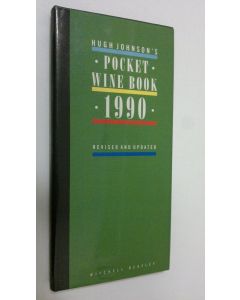 HUGH JOHNSON'S
· POCKET ·
WINE BOOK
· 1990 ·
REVISED AND UPDATED
MITCHELL BEAZLEY